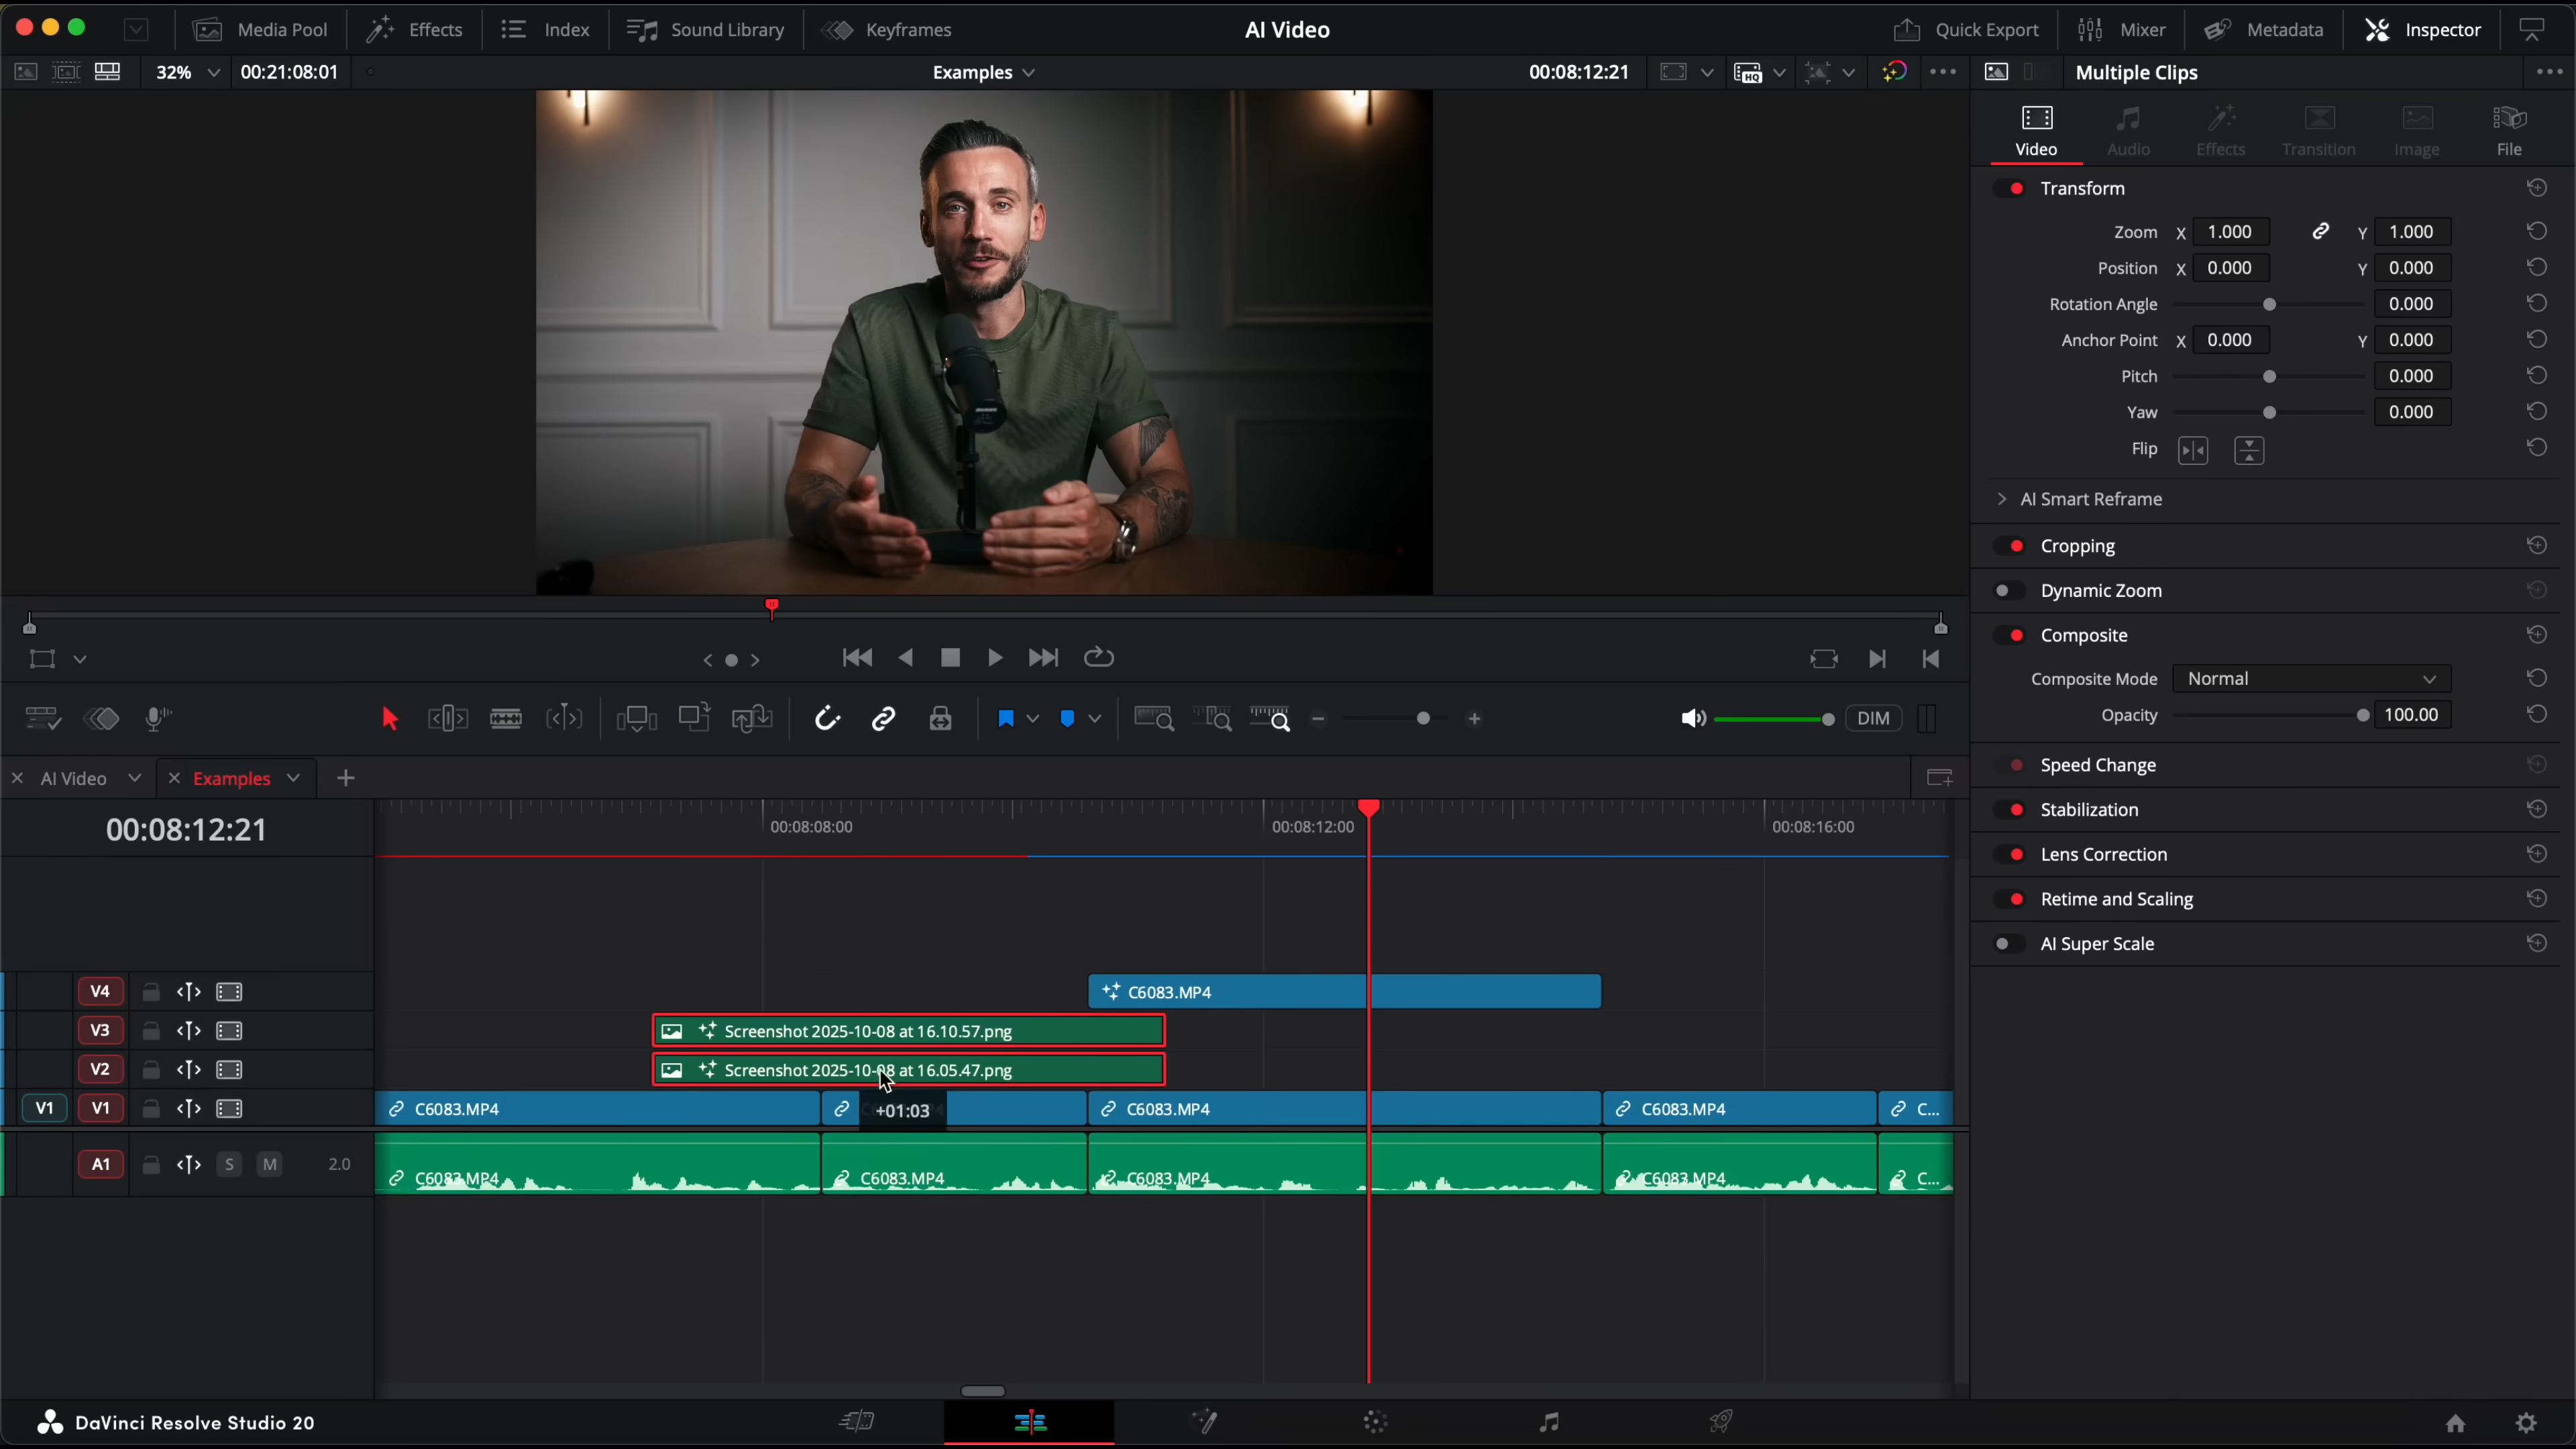 Media Pool Effects Index Sound Library Keyframes AI Video Quick Export Mixer Metadata Inspector
32% 00:21:08:01 Examples 00:08:12:21 HQ Multiple Clips
Video Audio Effects Transition Image File
Transform
Zoom X 1.000 Y 1.000
Position X 0.000 Y 0.000
Rotation Angle 0.000
Anchor Point X 0.000 Y 0.000
Pitch 0.000
Yaw 0.000
Flip
AI Smart Reframe
Cropping
Dynamic Zoom
Composite
Composite Mode Normal
Opacity 100.00
Speed Change
Stabilization
Lens Correction
Retime and Scaling
AI Super Scale
DIM
AI Video Examples
00:08:12:21 00:08:08:00 00:08:12:00 00:08:16:00
V4 C6083.MP4
V3 Screenshot 2025-10-08 at 16.10.57.png
V2 Screenshot 2025-10-08 at 16.05.47.png
V1 V1 C6083.MP4 +01:03 C6083.MP4 C6083.MP4 C...
A1 S M 2.0 C6083.MP4 C6083.MP4 C6083.MP4 C6083.MP4 C...
DaVinci Resolve Studio 20